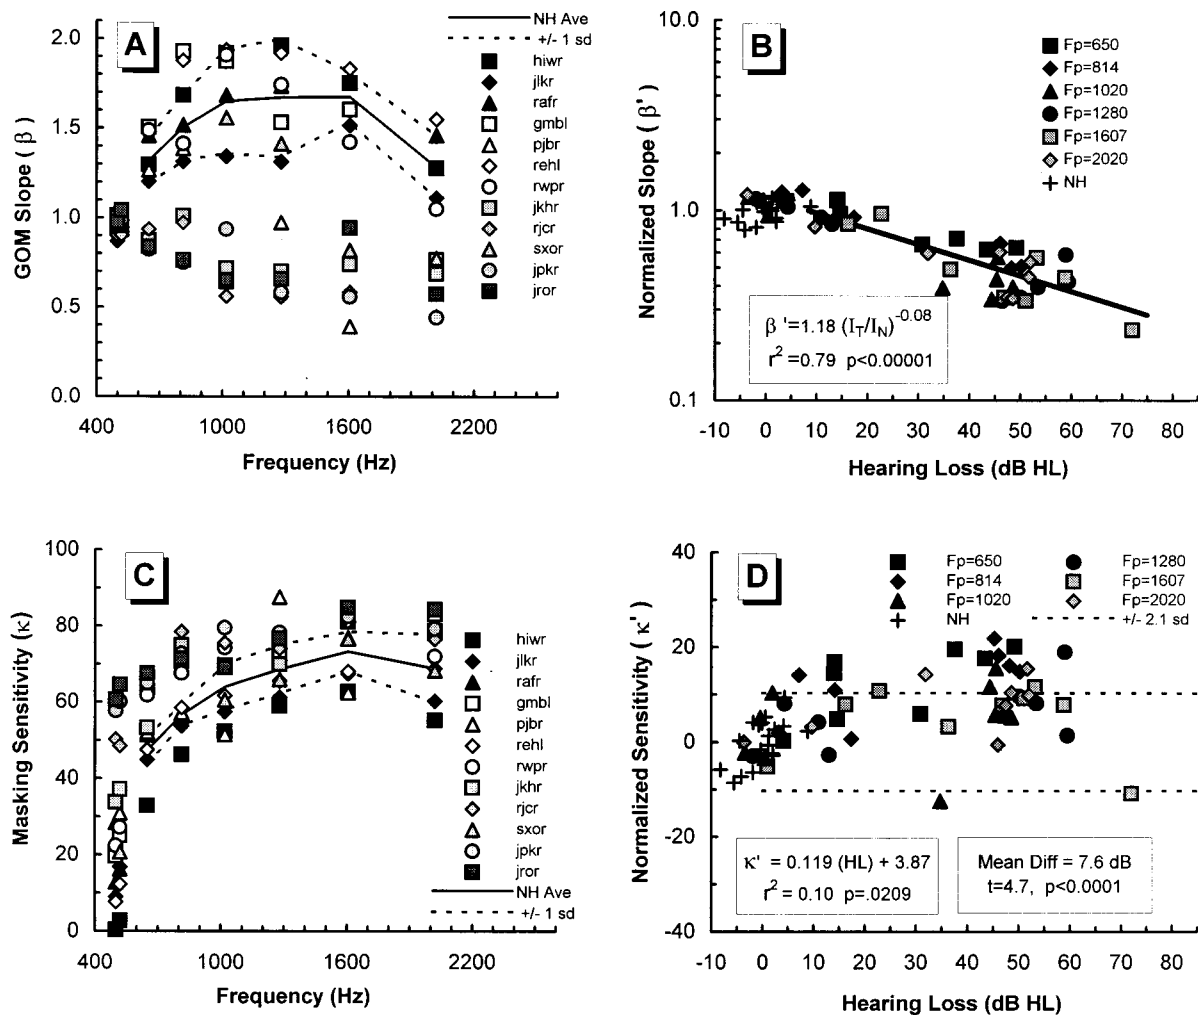 A
GOM Slope ( β )
2.0
1.5
1.0
0.5
0.0
400
1000
1600
2200
Frequency (Hz)
NH Ave
+/- 1 sd
hiwr
jlkr
rafr
gmbl
pjbr
rehl
rwpr
jkhr
rjcr
sxor
jpkr
jror
B
Normalized Slope ( β' )
10.0
1.0
0.1
-10
0
10
20
30
40
50
60
70
80
Hearing Loss (dB HL)
Fp=650
Fp=814
Fp=1020
Fp=1280
Fp=1607
Fp=2020
NH
β '=1.18 (I_T/I_N)^-0.08
r²=0.79 p<0.00001
C
Masking Sensitivity (κ)
100
80
60
40
20
0
400
1000
1600
2200
Frequency (Hz)
hiwr
jlkr
rafr
gmbl
pjbr
rehl
rwpr
jkhr
rjcr
sxor
jpkr
jror
NH Ave
+/- 1 sd
D
Normalized Sensitivity ( κ' )
40
20
0
-20
-40
-10
0
10
20
30
40
50
60
70
80
Hearing Loss (dB HL)
Fp=650
Fp=814
Fp=1020
NH
Fp=1280
Fp=1607
Fp=2020
+/- 2.1 sd
κ' = 0.119 (HL) + 3.87
r² = 0.10 p=.0209
Mean Diff = 7.6 dB
t=4.7, p<0.0001